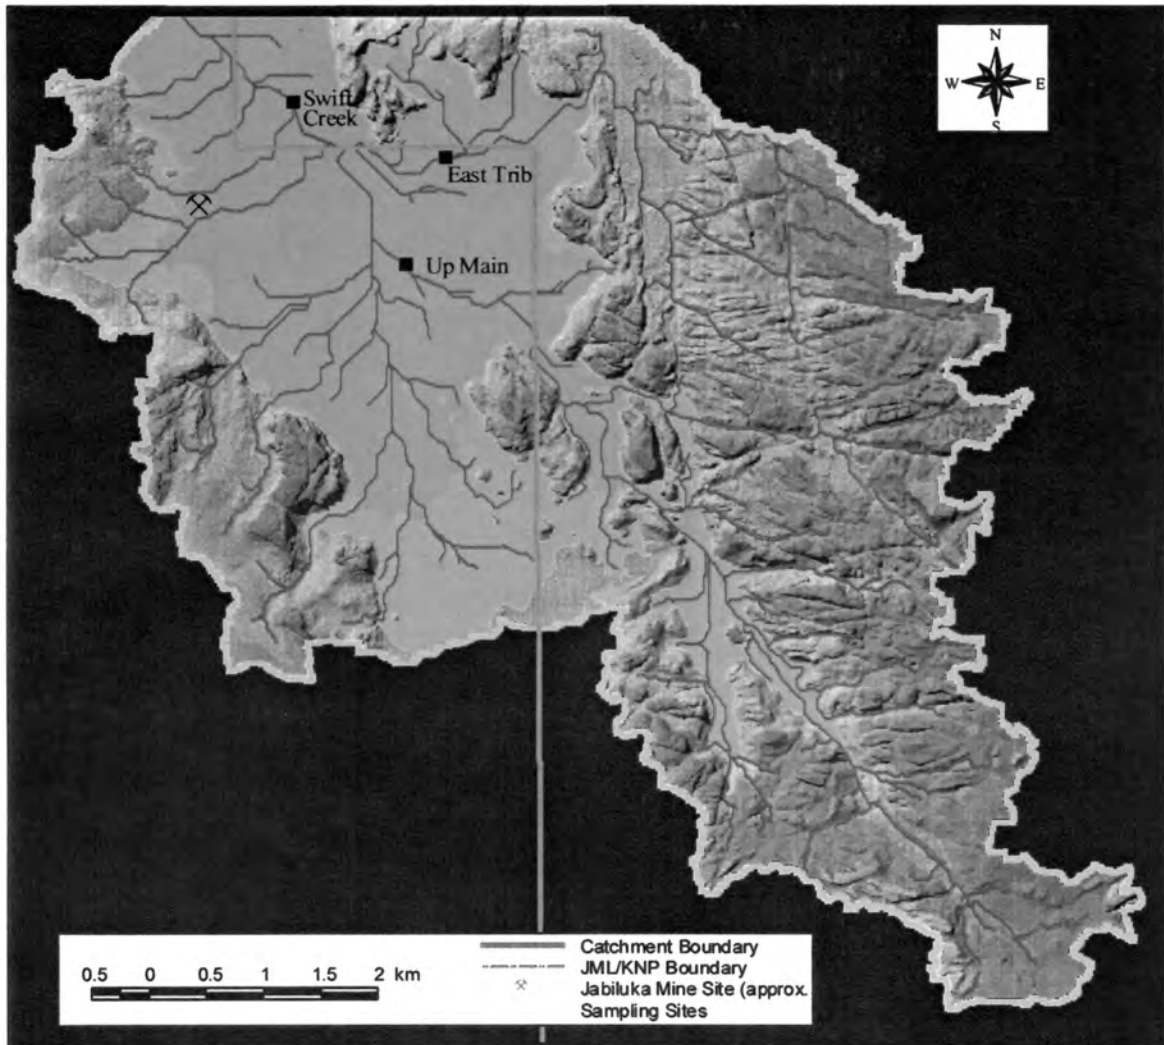 N
W E
S
Swift
Creek
East Trib
Up Main
0.5 0 0.5 1 1.5 2 km
Catchment Boundary
JML/KNP Boundary
Jabiluka Mine Site (approx.
Sampling Sites